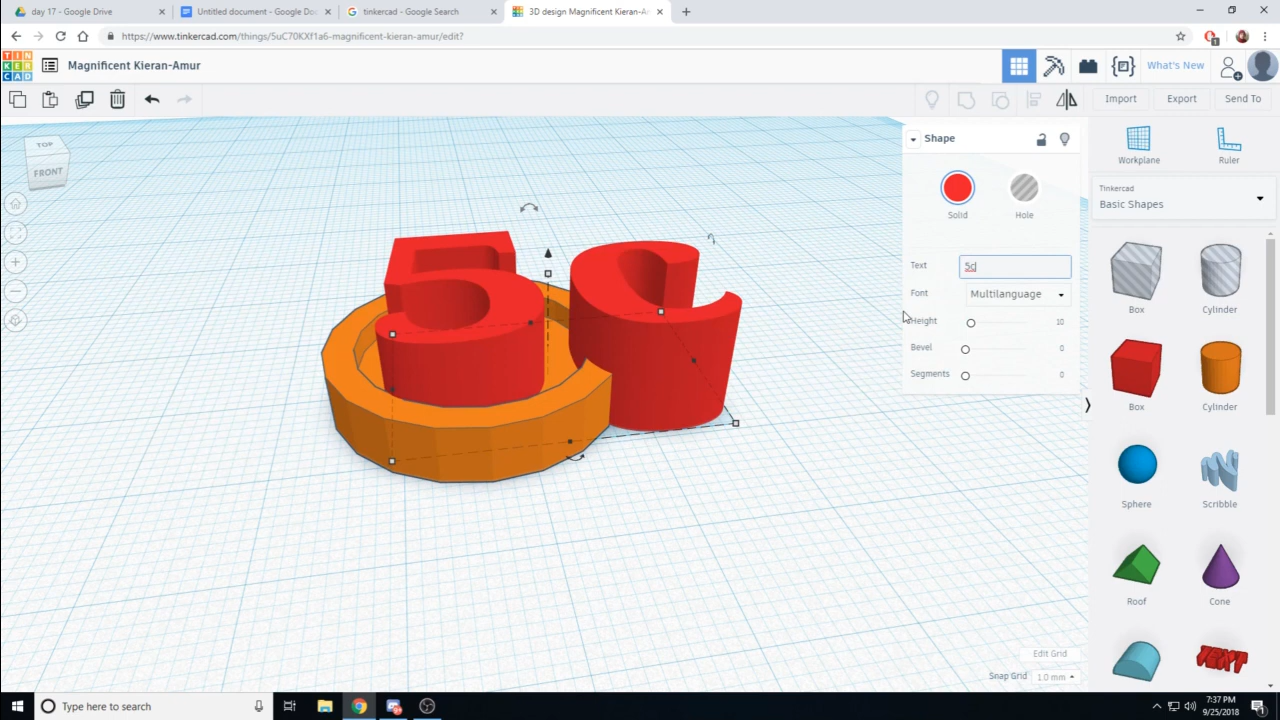 day 17 - Google Drive
Untitled document - Google Doc
tinkercad - Google Search
3D design Magnificent Kieran-A
https://www.tinkercad.com/things/5uC70KXf1a6-magnificent-kieran-amur/edit?
1
TIN
KER
CAD
Magnificent Kieran-Amur
What's New
Import
Export
Send To
TOP
FRONT
5c
Shape
Solid
Hole
Text
5c
Font
Multilanguage
Height
10
Bevel
0
Segments
0
Workplane
Ruler
Tinkercad
Basic Shapes
Box
Cylinder
Box
Cylinder
Sphere
Scribble
Roof
Cone
TEXT
Edit Grid
Snap Grid
1.0 mm
Type here to search
7:37 PM
9/25/2018
1